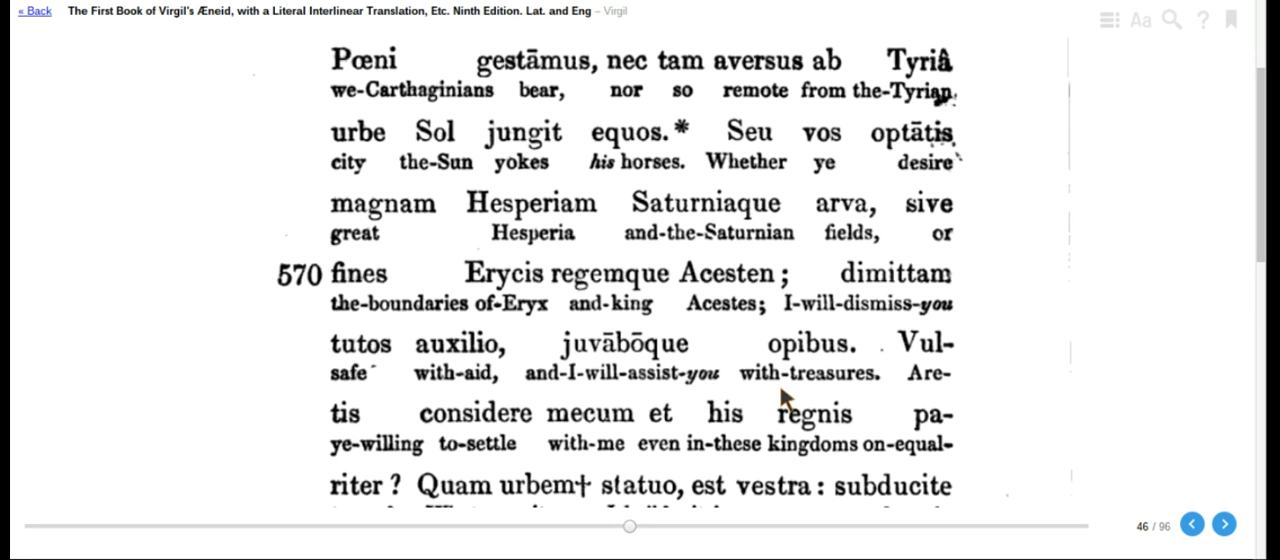 « Back The First Book of Virgil's Æneid, with a Literal Interlinear Translation, Etc. Ninth Edition. Lat. and Eng – Virgil
Aa ?
Pœni gestāmus, nec tam aversus ab Tyriâ
we-Carthaginians bear, nor so remote from the-Tyrian
urbe Sol jungit equos.* Seu vos optātis
city the-Sun yokes his horses. Whether ye desire
magnam Hesperiam Saturniaque arva, sive
great Hesperia and-the-Saturnian fields, or
570 fines Erycis regemque Acesten; dimittam
the-boundaries of-Eryx and-king Acestes; I-will-dismiss-you
tutos auxilio, juvābōque opibus. Vul-
safe with-aid, and-I-will-assist-you with-treasures. Are-
tis considere mecum et his regnis pa-
ye-willing to-settle with-me even in-these kingdoms on-equal-
riter? Quam urbem† statuo, est vestra: subducite
46 / 96